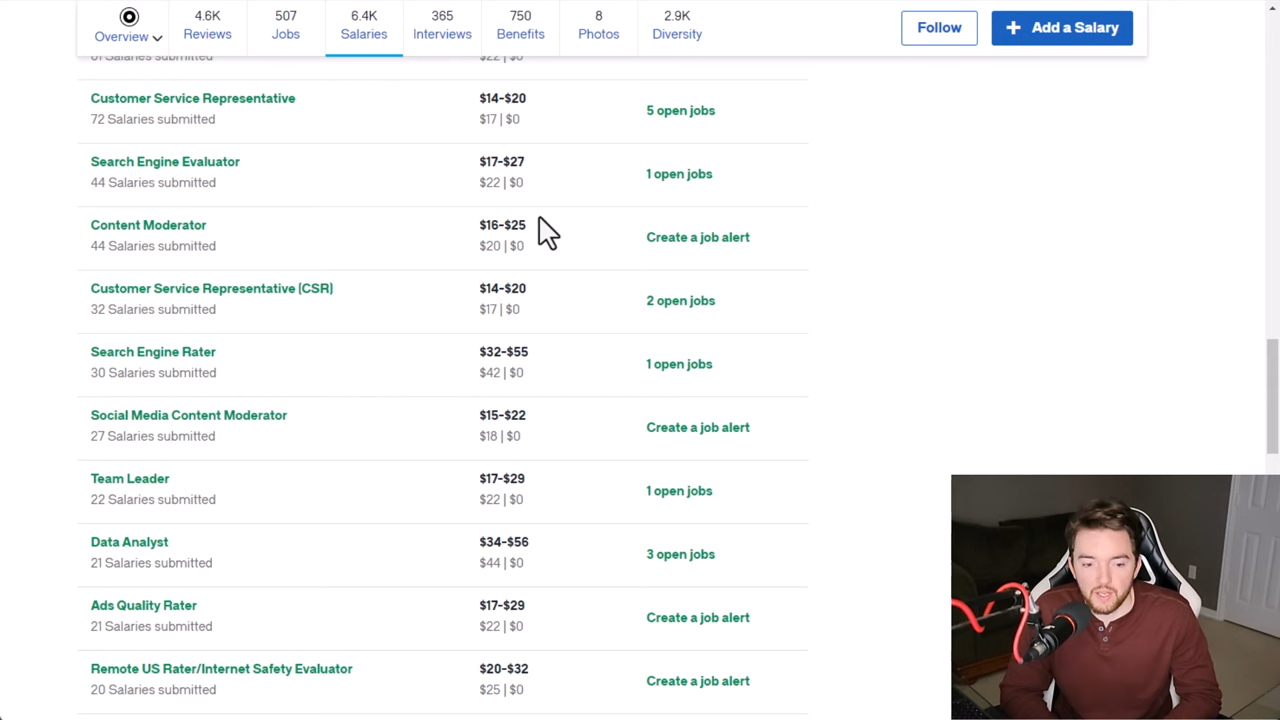 Overview
4.6K
Reviews
507
Jobs
6.4K
Salaries
365
Interviews
750
Benefits
8
Photos
2.9K
Diversity
Follow
+ Add a Salary
61 Salaries submitted
$22 | $0
Customer Service Representative
$14-$20
5 open jobs
72 Salaries submitted
$17 | $0
Search Engine Evaluator
$17-$27
1 open jobs
44 Salaries submitted
$22 | $0
Content Moderator
$16-$25
Create a job alert
44 Salaries submitted
$20 | $0
Customer Service Representative (CSR)
$14-$20
2 open jobs
32 Salaries submitted
$17 | $0
Search Engine Rater
$32-$55
1 open jobs
30 Salaries submitted
$42 | $0
Social Media Content Moderator
$15-$22
Create a job alert
27 Salaries submitted
$18 | $0
Team Leader
$17-$29
1 open jobs
22 Salaries submitted
$22 | $0
Data Analyst
$34-$56
3 open jobs
21 Salaries submitted
$44 | $0
Ads Quality Rater
$17-$29
Create a job alert
21 Salaries submitted
$22 | $0
Remote US Rater/Internet Safety Evaluator
$20-$32
Create a job alert
20 Salaries submitted
$25 | $0